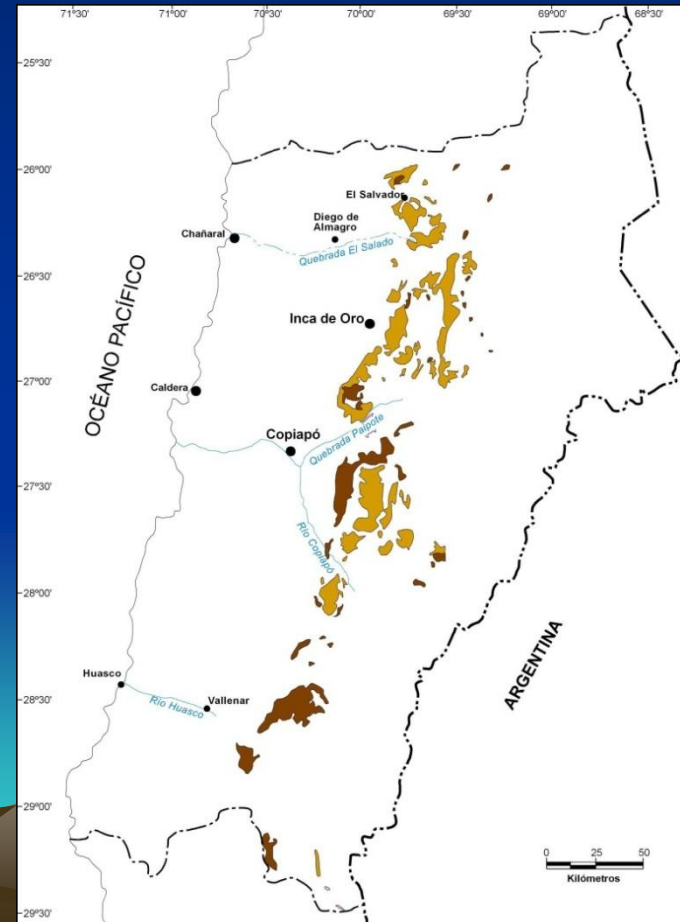 71°30'
71°00'
70°30'
70°00'
69°30'
69°00'
68°30'
25°30'
26°00'
El Salvador
Diego de
Almagro
Chañaral
Quebrada El Salado
26°30'
OCÉANO PACÍFICO
Inca de Oro
27°00'
Caldera
Copiapó
Quebrada Paipote
27°30'
Río Copiapó
28°00'
ARGENTINA
Huasco
28°30'
Río Huasco
Vallenar
29°00'
0 25 50
Kilómetros
29°30'